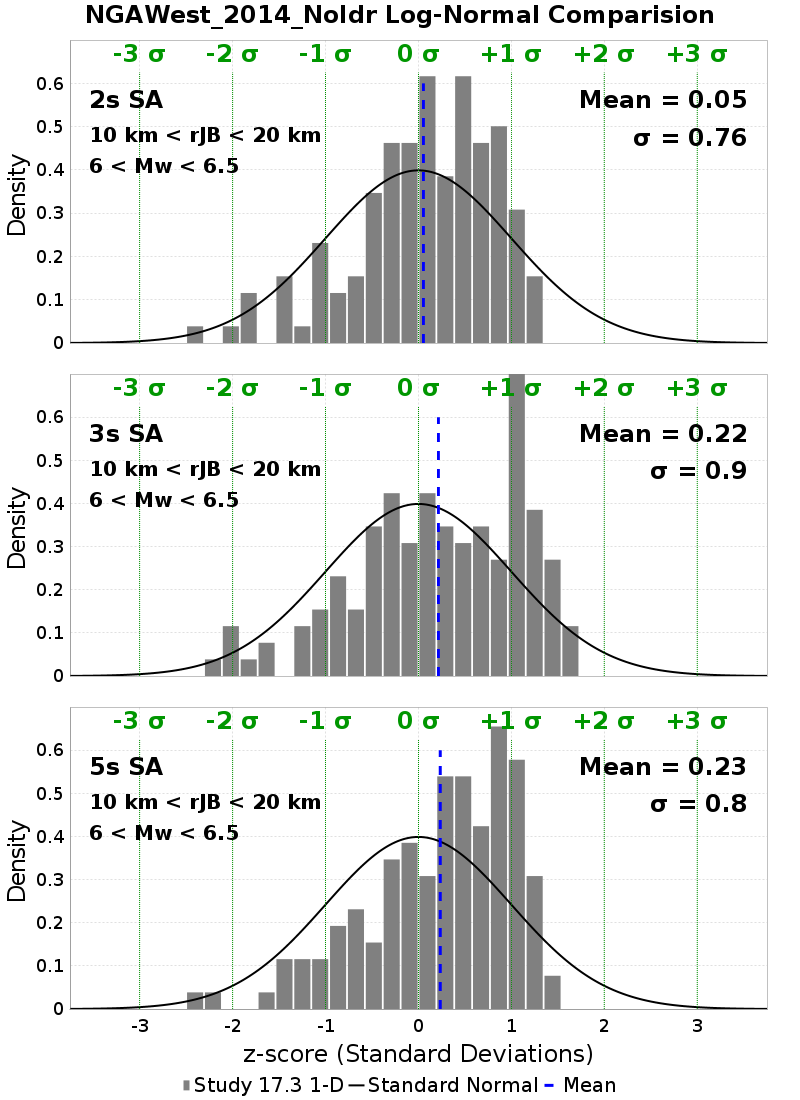 NGAWest_2014_NoIdr Log-Normal Comparision
-3 σ -2 σ -1 σ 0 σ +1 σ +2 σ +3 σ
2s SA
10 km < rJB < 20 km
6 < Mw < 6.5
Mean = 0.05
σ = 0.76
Density
0.6
0.5
0.4
0.3
0.2
0.1
0
-3 σ -2 σ -1 σ 0 σ +1 σ +2 σ +3 σ
3s SA
10 km < rJB < 20 km
6 < Mw < 6.5
Mean = 0.22
σ = 0.9
Density
0.6
0.5
0.4
0.3
0.2
0.1
0
-3 σ -2 σ -1 σ 0 σ +1 σ +2 σ +3 σ
5s SA
10 km < rJB < 20 km
6 < Mw < 6.5
Mean = 0.23
σ = 0.8
Density
0.6
0.5
0.4
0.3
0.2
0.1
0
-3 -2 -1 0 1 2 3
z-score (Standard Deviations)
Study 17.3 1-D Standard Normal Mean